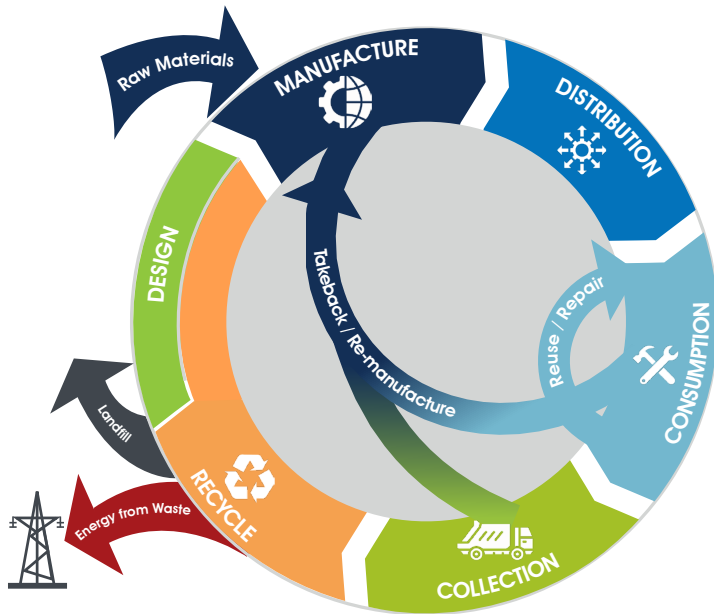 Raw Materials
MANUFACTURE
DISTRIBUTION
DESIGN
Takeback / Re-manufacture
Reuse / Repair
CONSUMPTION
Landfill
RECYCLE
Energy from Waste
COLLECTION